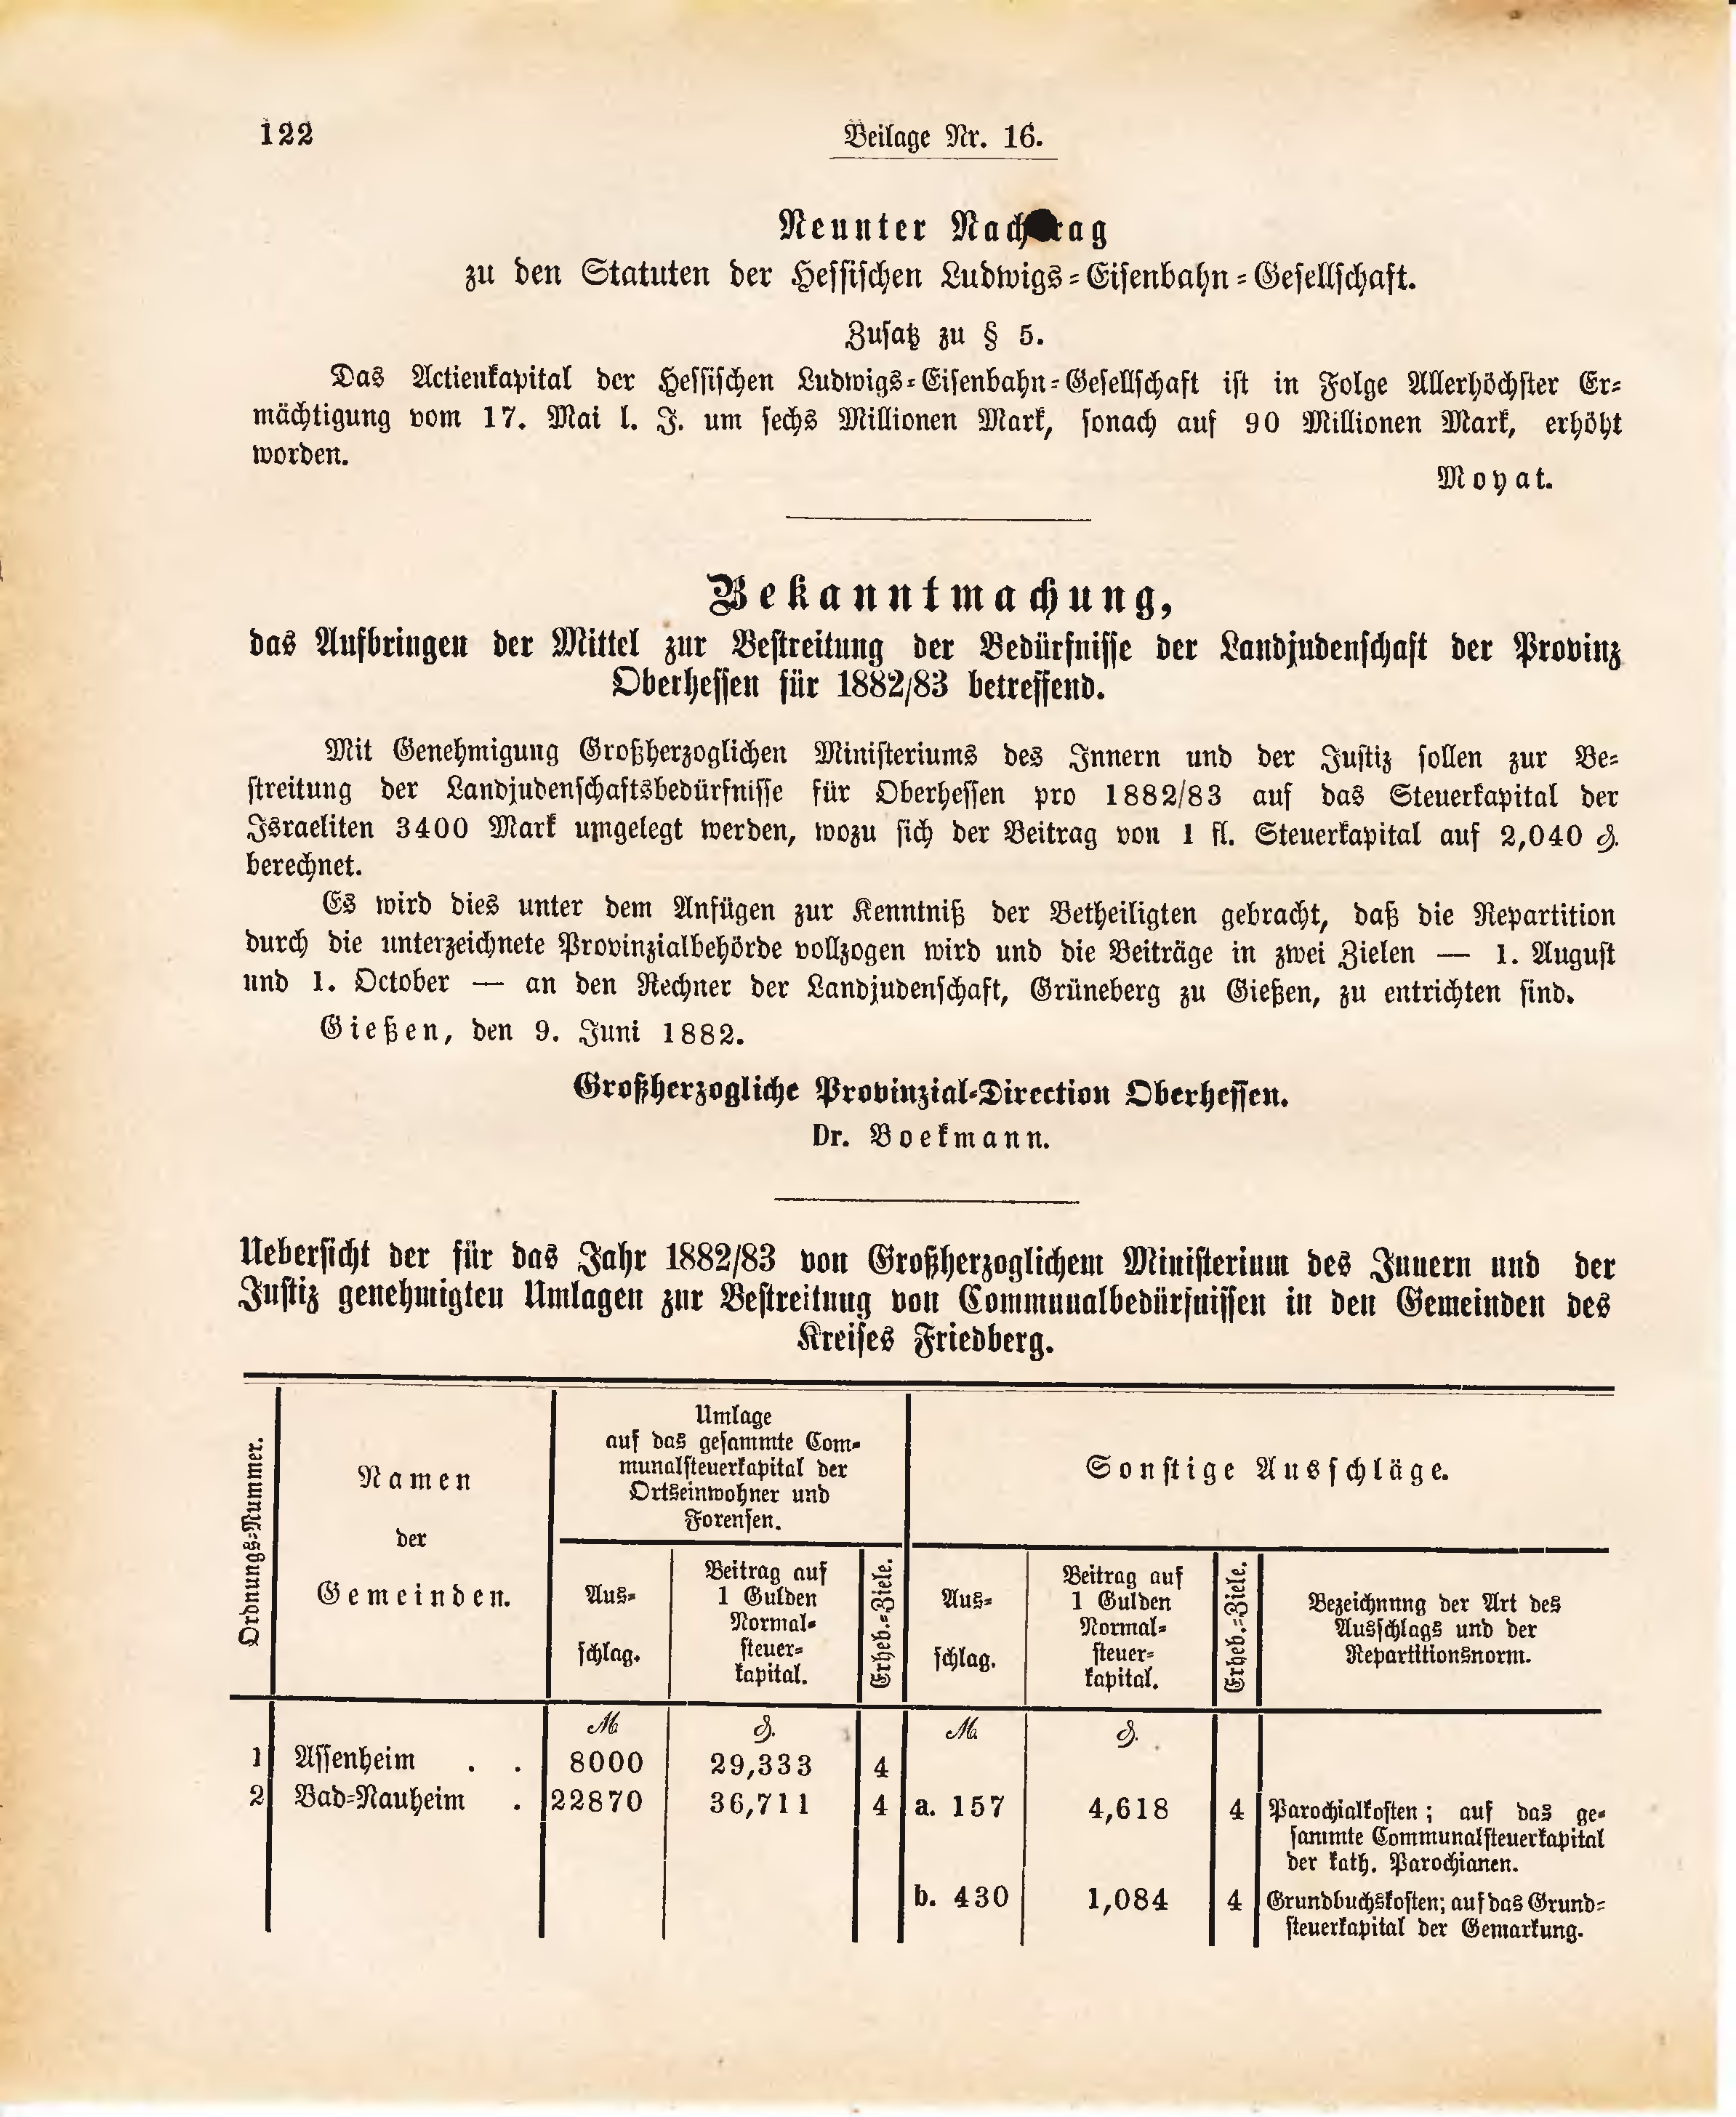 122
Beilage Nr. 16.
Neunter Nachtrag
zu den Statuten der Hessischen Ludwigs-Eisenbahn-Gesellschaft.
Zusatz zu § 5.
Das Actienkapital der Hessischen Ludwigs-Eisenbahn-Gesellschaft ist in Folge Allerhöchster Er-
mächtigung vom 17. Mai l. J. um sechs Millionen Mark, sonach auf 90 Millionen Mark, erhöht
worden.
Moyat.
Bekanntmachung,
das Aufbringen der Mittel zur Bestreitung der Bedürfnisse der Landjudenschaft der Provinz
Oberhessen für 1882/83 betreffend.
Mit Genehmigung Großherzoglichen Ministeriums des Innern und der Justiz sollen zur Be-
streitung der Landjudenschaftsbedürfnisse für Oberhessen pro 1882/83 auf das Steuerkapital der
Israeliten 3400 Mark umgelegt werden, wozu sich der Beitrag von 1 fl. Steuerkapital auf 2,040 ₰.
berechnet.
Es wird dies unter dem Anfügen zur Kenntniß der Betheiligten gebracht, daß die Repartition
durch die unterzeichnete Provinzialbehörde vollzogen wird und die Beiträge in zwei Zielen — 1. August
und 1. October — an den Rechner der Landjudenschaft, Grüneberg zu Gießen, zu entrichten sind.
Gießen, den 9. Juni 1882.
Großherzogliche Provinzial-Direction Oberhessen.
Dr. Boekmann.
Uebersicht der für das Jahr 1882/83 von Großherzoglichem Ministerium des Innern und der
Justiz genehmigten Umlagen zur Bestreitung von Communalbedürfnissen in den Gemeinden des
Kreises Friedberg.
Ordnungs-Nummer.
Namen
der
Gemeinden.
Umlage
auf das gesammte Com-
munalsteuerkapital der
Ortseinwohner und
Forensen.
Sonstige Ausschläge.
Aus-
schlag.
Beitrag auf
1 Gulden
Normal-
steuer-
kapital.
Erheb.-Ziele.
Aus-
schlag.
Beitrag auf
1 Gulden
Normal-
steuer-
kapital.
Erheb.-Ziele.
Bezeichnung der Art des
Ausschlags und der
Repartitionsnorm.
ℳ ₰. ℳ. ₰.
1 Assenheim . . 8000 29,333 4
2 Bad-Nauheim . 22870 36,711 4 a. 157 4,618 4 Parochialkosten; auf das ge-
sammte Communalsteuerkapital
der kath. Parochianen.
b. 430 1,084 4 Grundbuchskosten; auf das Grund-
steuerkapital der Gemarkung.